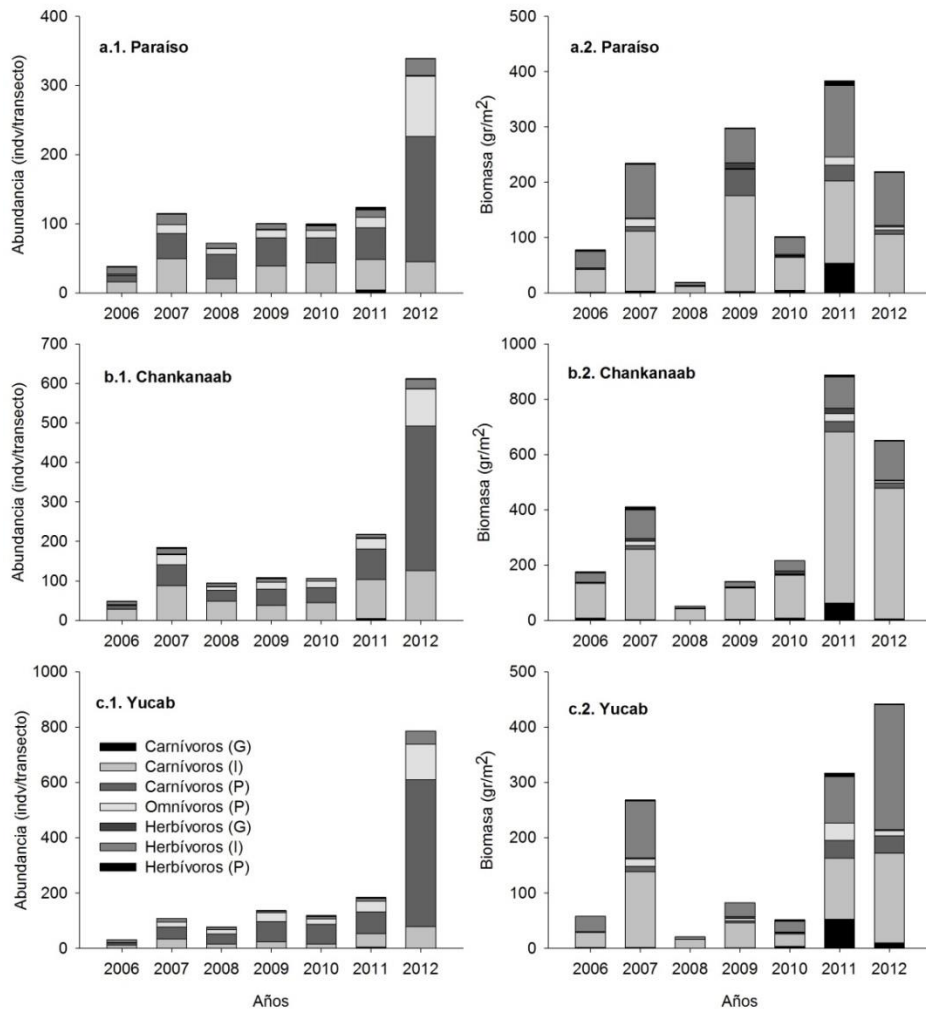 a.1. Paraíso
Abundancia (indv/transecto)
400
300
200
100
0
2006 2007 2008 2009 2010 2011 2012
a.2. Paraíso
Biomasa (gr/m2)
500
400
300
200
100
0
2006 2007 2008 2009 2010 2011 2012
b.1. Chankanaab
Abundancia (indv/transecto)
700
600
500
400
300
200
100
0
2006 2007 2008 2009 2010 2011 2012
b.2. Chankanaab
Biomasa (gr/m2)
1000
800
600
400
200
0
2006 2007 2008 2009 2010 2011 2012
c.1. Yucab
Abundancia (indv/transecto)
1000
800
600
400
200
0
Carnívoros (G)
Carnívoros (I)
Carnívoros (P)
Omnívoros (P)
Herbívoros (G)
Herbívoros (I)
Herbívoros (P)
2006 2007 2008 2009 2010 2011 2012
Años
c.2. Yucab
Biomasa (gr/m2)
500
400
300
200
100
0
2006 2007 2008 2009 2010 2011 2012
Años